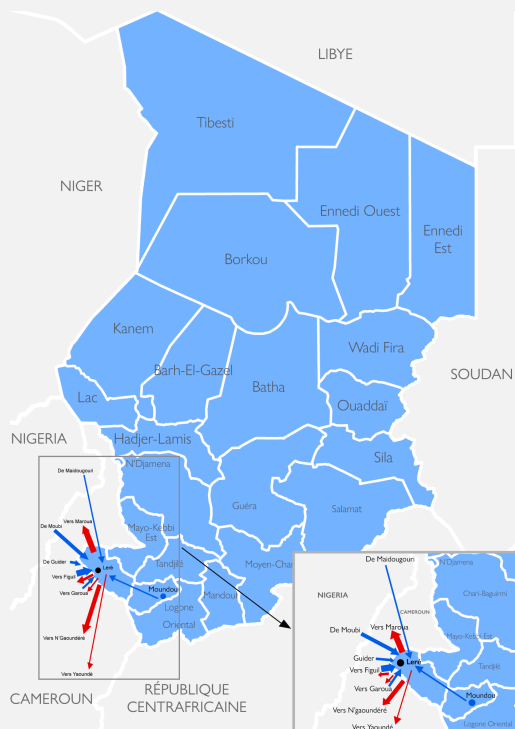 LIBYE
Tibesti
NIGER
Ennedi Ouest
Ennedi
Est
Borkou
Kanem
Wadi Fira
Barh-El-Gazel
SOUDAN
Batha
Lac
Ouaddaï
NIGERIA
Hadjer-Lamis
Sila
N'Djamena
De Maidougouri
Guéra
Salamat
Vers Maroua
De Moubi
Mayo-Kebbi
Est
De Guider
Léré
Tandjilé
Moyen-Char
Vers Figuil
Vers Garoua
Moundou
Mandoul
Logone
Oriental
Vers N'Gaoundéré
Vers Yaoundé
CAMEROUN
RÉPUBLIQUE
CENTRAFRICAINE
De Maidougouri
N'Djamena
NIGERIA
Chari-Baguirmi
CAMEROUN
De Moubi
Vers Maroua
Mayo-Kebbi Est
Guider
Léré
Vers Figuil
Tandjilé
Vers Garoua
Moundou
Vers N'gaoundéré
Logone Oriental
Vers Yaoundé